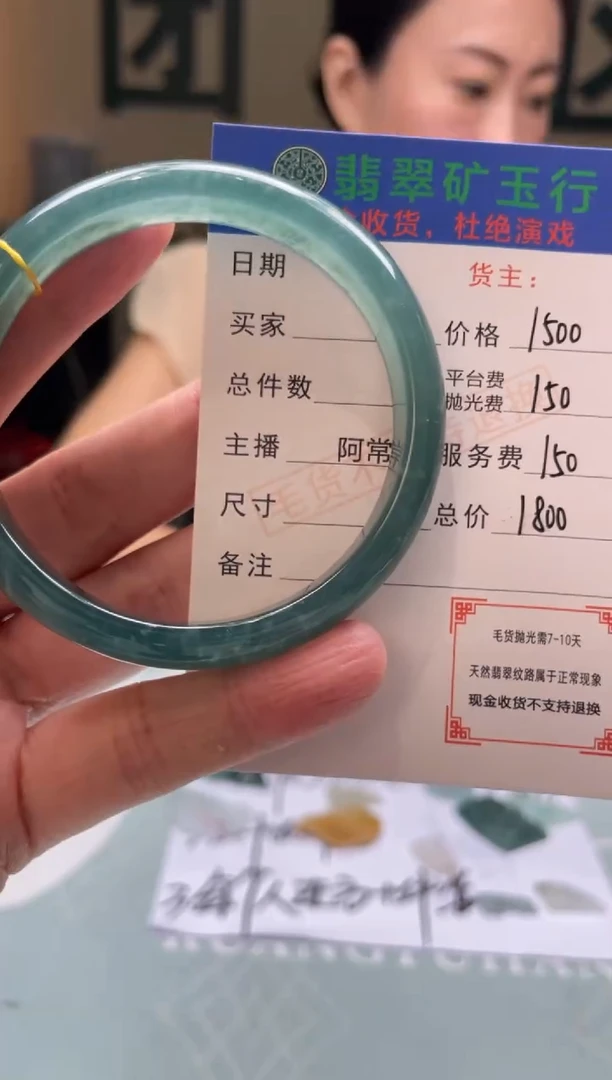 翡翠矿玉行
收货，杜绝演戏
日期
货主：
买家
价格 1500
总件数
平台费
抛光费 150
主播 阿常
服务费 150
尺寸
总价 1800
备注
毛货抛光需7-10天
天然翡翠纹路属于正常现象
现金收货不支持退换